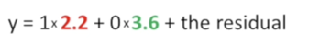 y = 1x2.2 + 0x3.6 + the residual